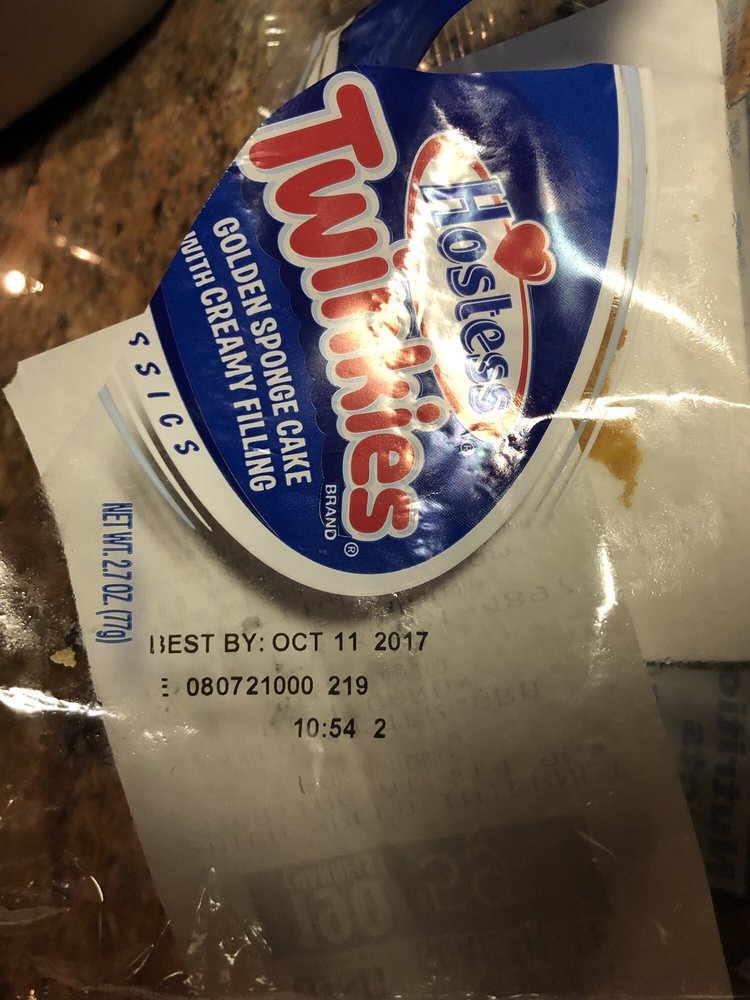 Hostess
Twinkies®
BRAND
GOLDEN SPONGE CAKE
WITH CREAMY FILLING
SSICS
NET WT. 2.7 OZ (77g)
BEST BY: OCT 11 2017
E 080721000 219
10:54 2
Nutrition